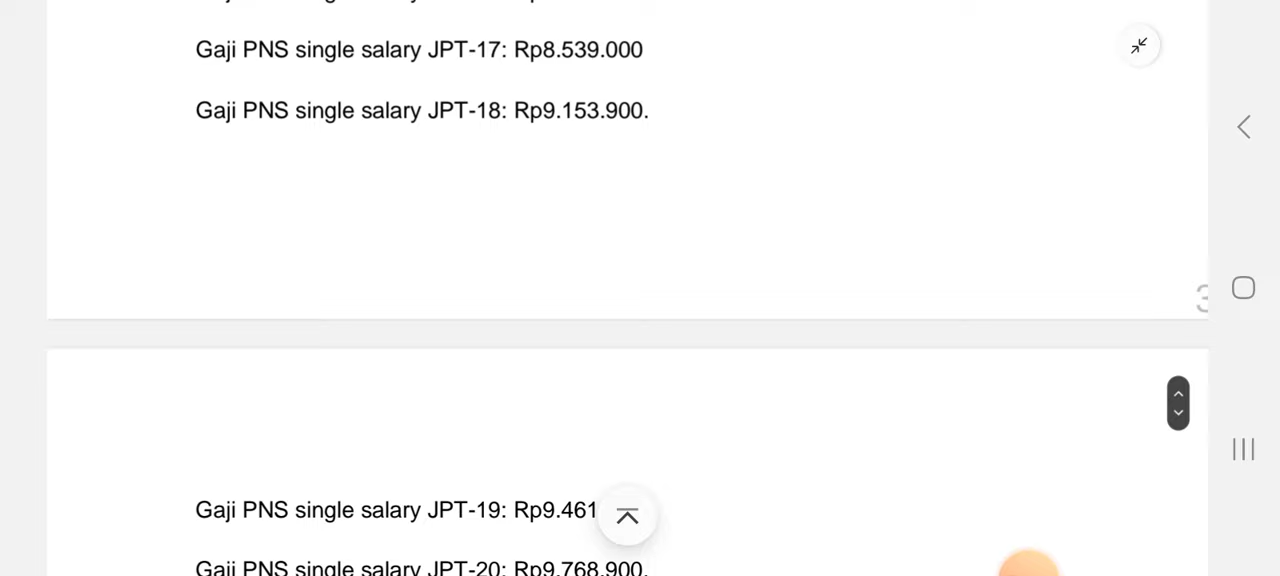 Gaji PNS single salary JPT-17: Rp8.539.000
Gaji PNS single salary JPT-18: Rp9.153.900.
3
Gaji PNS single salary JPT-19: Rp9.461
Gaji PNS single salary JPT-20: Rp9.768.900.